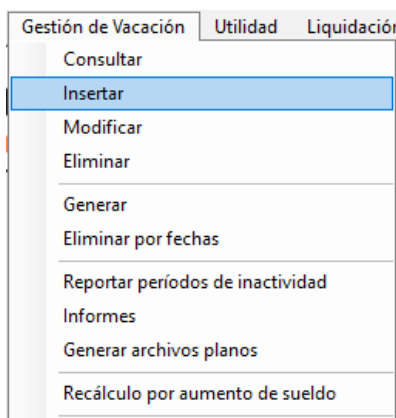 Gestión de Vacación Utilidad Liquidación
Consultar
Insertar
Modificar
Eliminar
Generar
Eliminar por fechas
Reportar períodos de inactividad
Informes
Generar archivos planos
Recálculo por aumento de sueldo